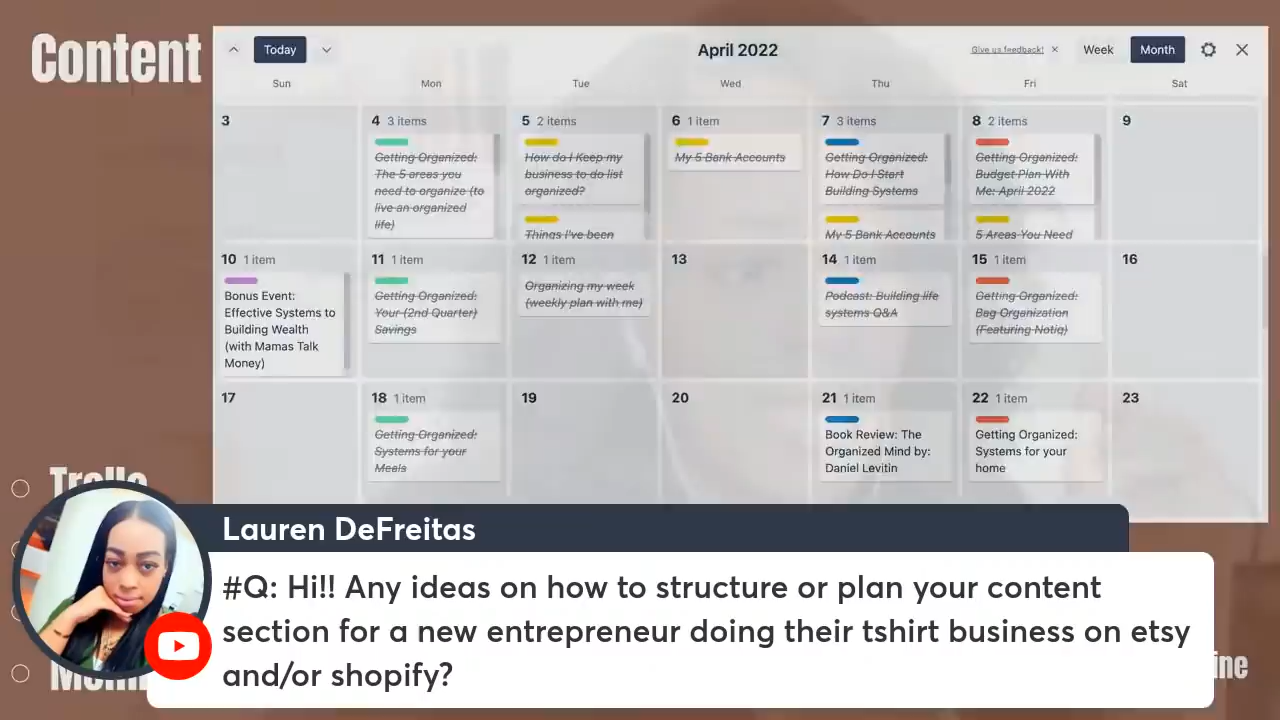 Content
Today
April 2022
Give us feedback!
Week
Month
Sun
Mon
Tue
Wed
Thu
Fri
Sat
3
4 3 items
Getting Organized:
The 5 areas you
need to organize (to
live an organized
life)
5 2 items
How do I Keep my
business to do list
organized?
Things I've been
6 1 item
My 5 Bank Accounts
7 3 items
Getting Organized:
How Do I Start
Building Systems
My 5 Bank Accounts
8 2 items
Getting Organized:
Budget Plan With
Me: April 2022
5 Areas You Need
9
10 1 item
Bonus Event:
Effective Systems to
Building Wealth
(with Mamas Talk
Money)
11 1 item
Getting Organized:
Your (2nd Quarter)
Savings
12 1 item
Organizing my week
(weekly plan with me)
13
14 1 item
Podcast: Building life
systems Q&A
15 1 item
Getting Organized:
Bag Organization
(Featuring Notiq)
16
17
18 1 item
Getting Organized:
Systems for your
Meals
19
20
21 1 item
Book Review: The
Organized Mind by:
Daniel Levitin
22 1 item
Getting Organized:
Systems for your
home
23
Trello
Lauren DeFreitas
#Q: Hi!! Any ideas on how to structure or plan your content
section for a new entrepreneur doing their tshirt business on etsy
and/or shopify?